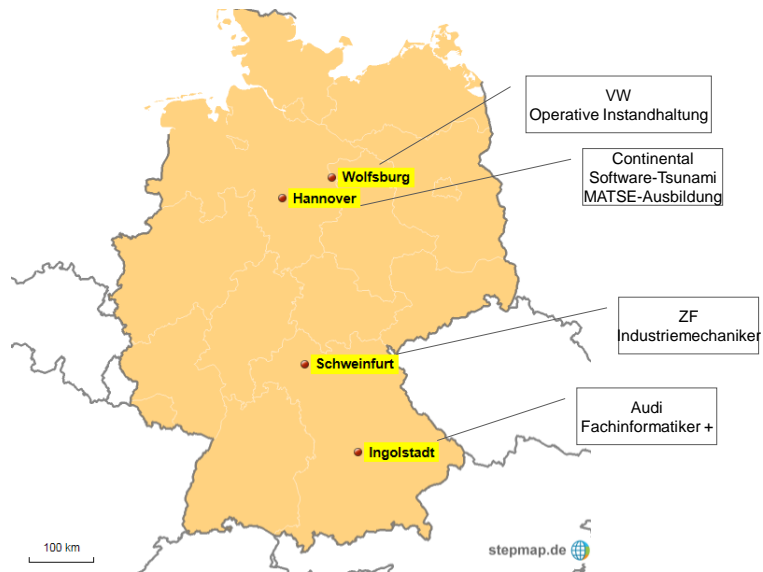 VW
Operative Instandhaltung
Continental
Software-Tsunami
MATSE-Ausbildung
Wolfsburg
Hannover
ZF
Industriemechaniker
Schweinfurt
Audi
Fachinformatiker +
Ingolstadt
100 km
stepmap.de